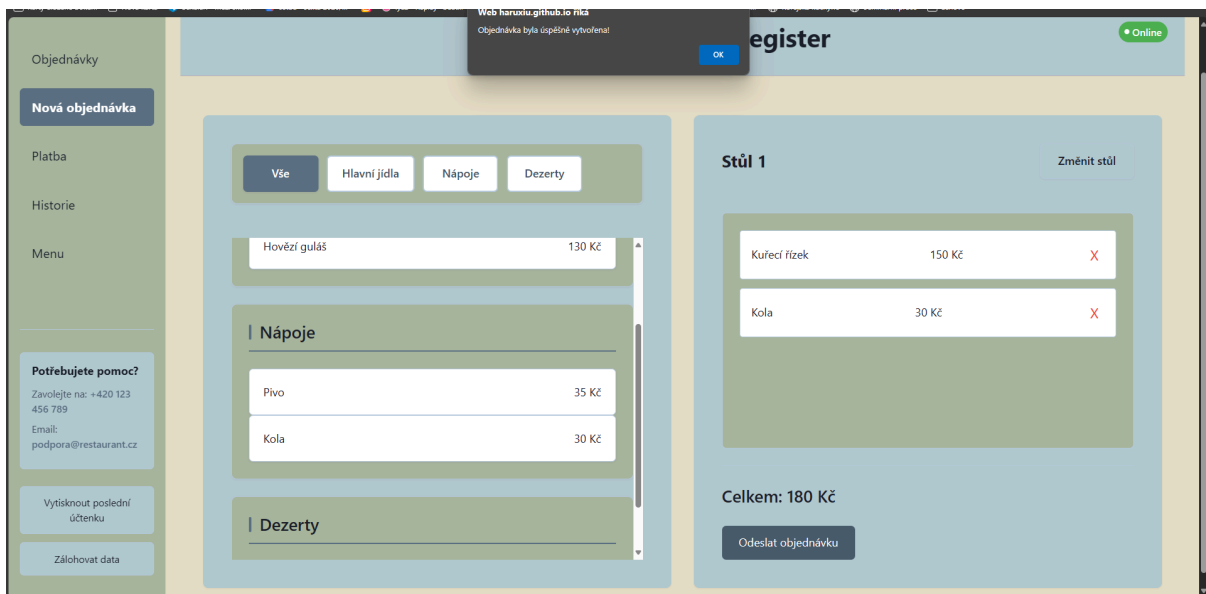 Web haruxiu.github.io říká
Objednávka byla úspěšně vytvořena!
OK
egister
Online
Objednávky
Nová objednávka
Platba
Historie
Menu
Potřebujete pomoc?
Zavolejte na: +420 123
456 789
Email:
podpora@restaurant.cz
Vytisknout poslední
účtenku
Zálohovat data
Vše
Hlavní jídla
Nápoje
Dezerty
Hovězí guláš
130 Kč
Nápoje
Pivo
35 Kč
Kola
30 Kč
Dezerty
Stůl 1
Změnit stůl
Kuřecí řízek
150 Kč
X
Kola
30 Kč
X
Celkem: 180 Kč
Odeslat objednávku